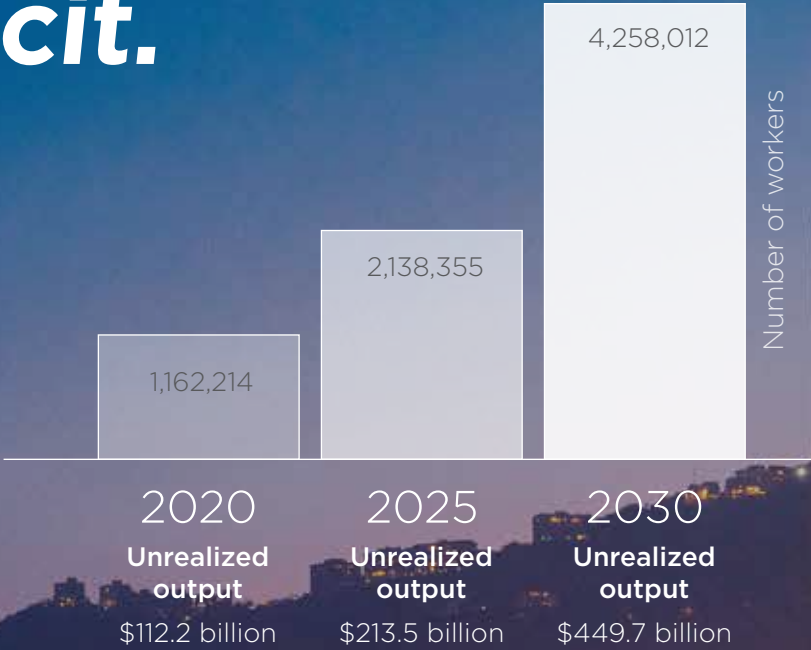 cit.
4,258,012
Number of workers
2,138,355
1,162,214
2020 2025 2030
Unrealized Unrealized Unrealized
output output output
$112.2 billion $213.5 billion $449.7 billion